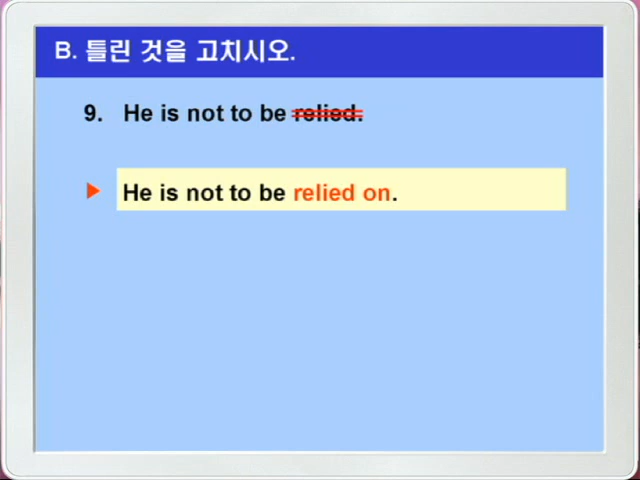 B. 틀린 것을 고치시오.
9. He is not to be relied.
He is not to be relied on.